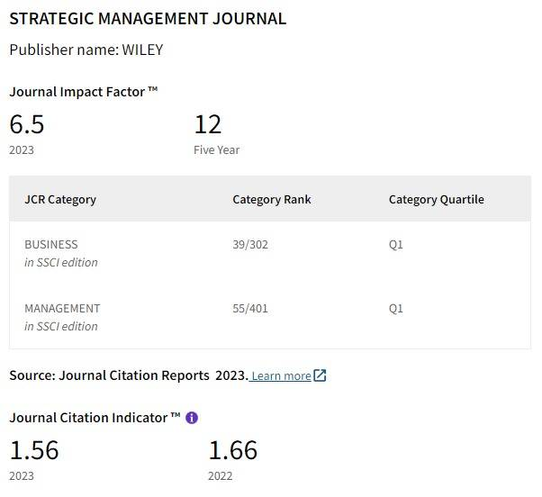 STRATEGIC MANAGEMENT JOURNAL
Publisher name: WILEY
Journal Impact Factor ™
6.5 12
2023 Five Year
JCR Category Category Rank Category Quartile
BUSINESS 39/302 Q1
in SSCI edition
MANAGEMENT 55/401 Q1
in SSCI edition
Source: Journal Citation Reports 2023. Learn more
Journal Citation Indicator ™
1.56 1.66
2023 2022